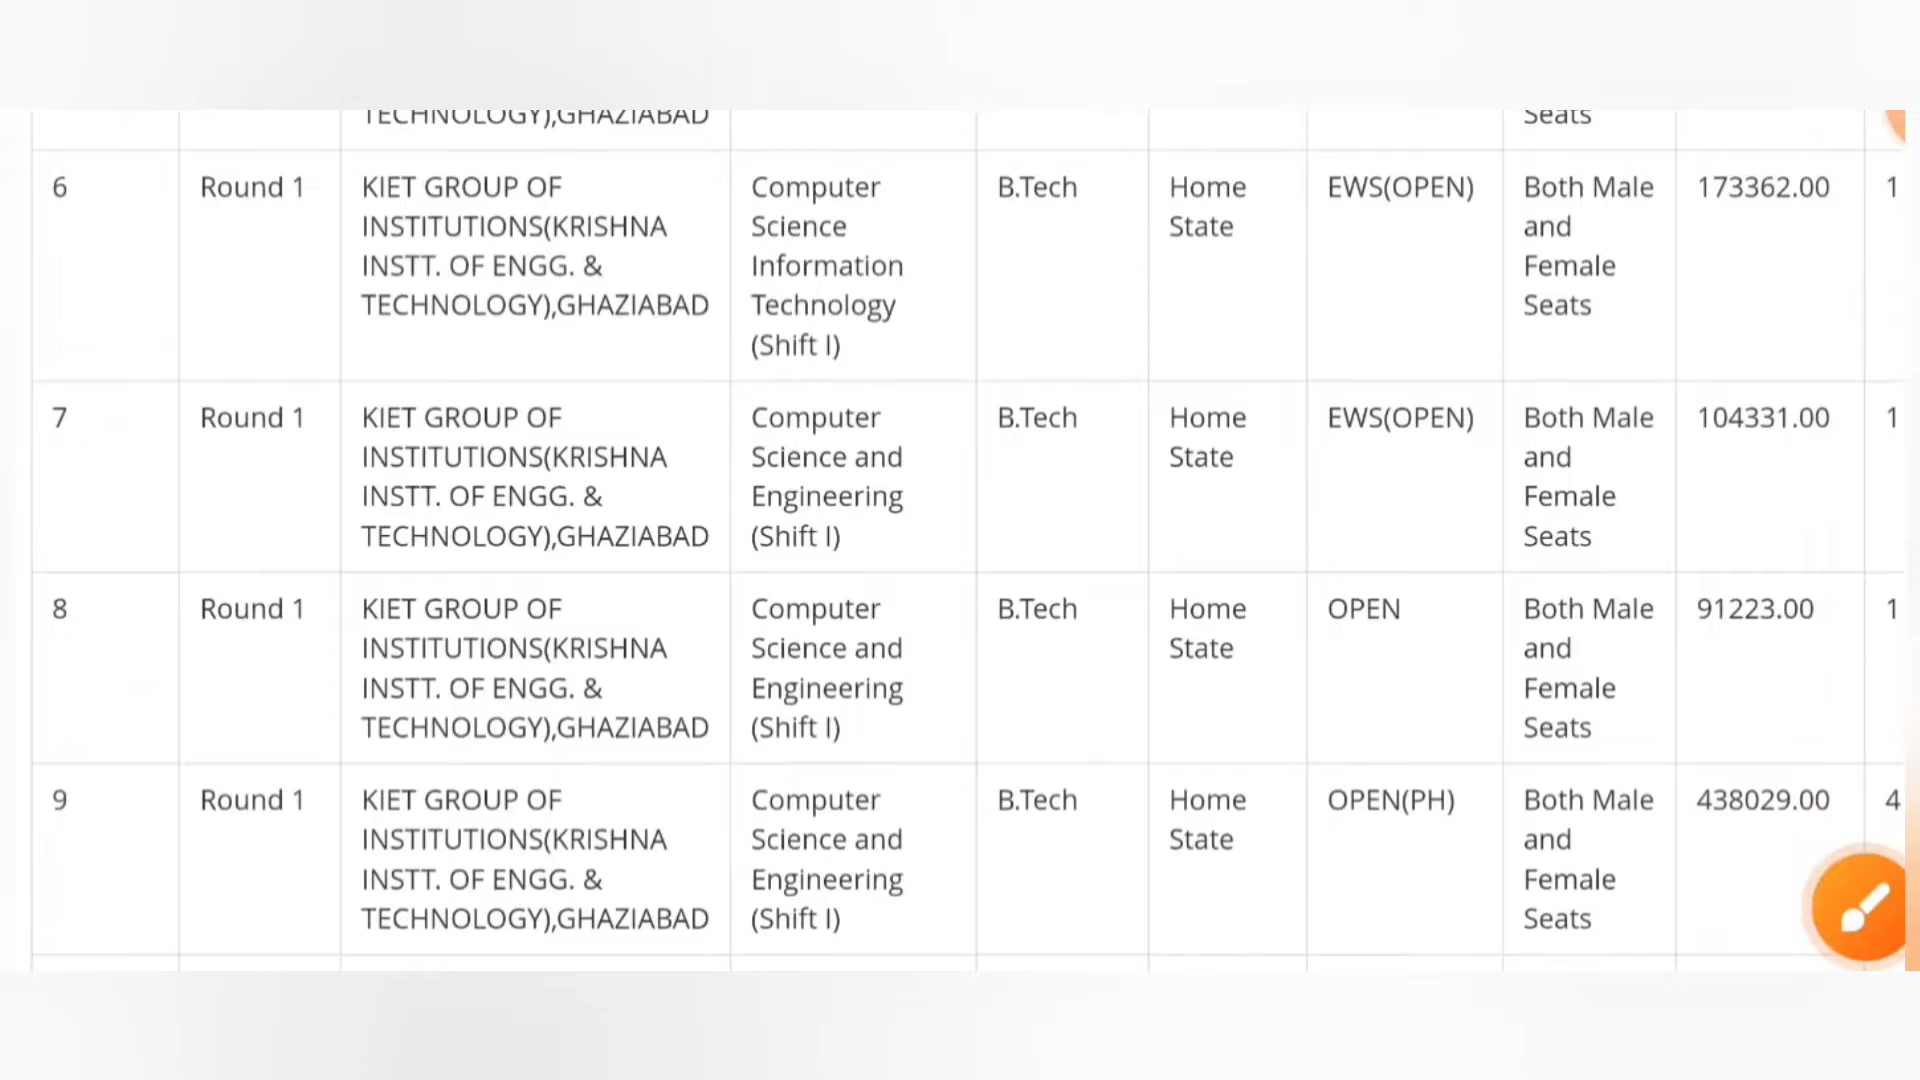 TECHNOLOGY),GHAZIABAD Seats
6 Round 1 KIET GROUP OF Computer B.Tech Home EWS(OPEN) Both Male 173362.00 1
INSTITUTIONS(KRISHNA Science State and
INSTT. OF ENGG. & Information Female
TECHNOLOGY),GHAZIABAD Technology Seats
(Shift I)
7 Round 1 KIET GROUP OF Computer B.Tech Home EWS(OPEN) Both Male 104331.00 1
INSTITUTIONS(KRISHNA Science and State and
INSTT. OF ENGG. & Engineering Female
TECHNOLOGY),GHAZIABAD (Shift I) Seats
8 Round 1 KIET GROUP OF Computer B.Tech Home OPEN Both Male 91223.00 1
INSTITUTIONS(KRISHNA Science and State and
INSTT. OF ENGG. & Engineering Female
TECHNOLOGY),GHAZIABAD (Shift I) Seats
9 Round 1 KIET GROUP OF Computer B.Tech Home OPEN(PH) Both Male 438029.00 4
INSTITUTIONS(KRISHNA Science and State and
INSTT. OF ENGG. & Engineering Female
TECHNOLOGY),GHAZIABAD (Shift I) Seats